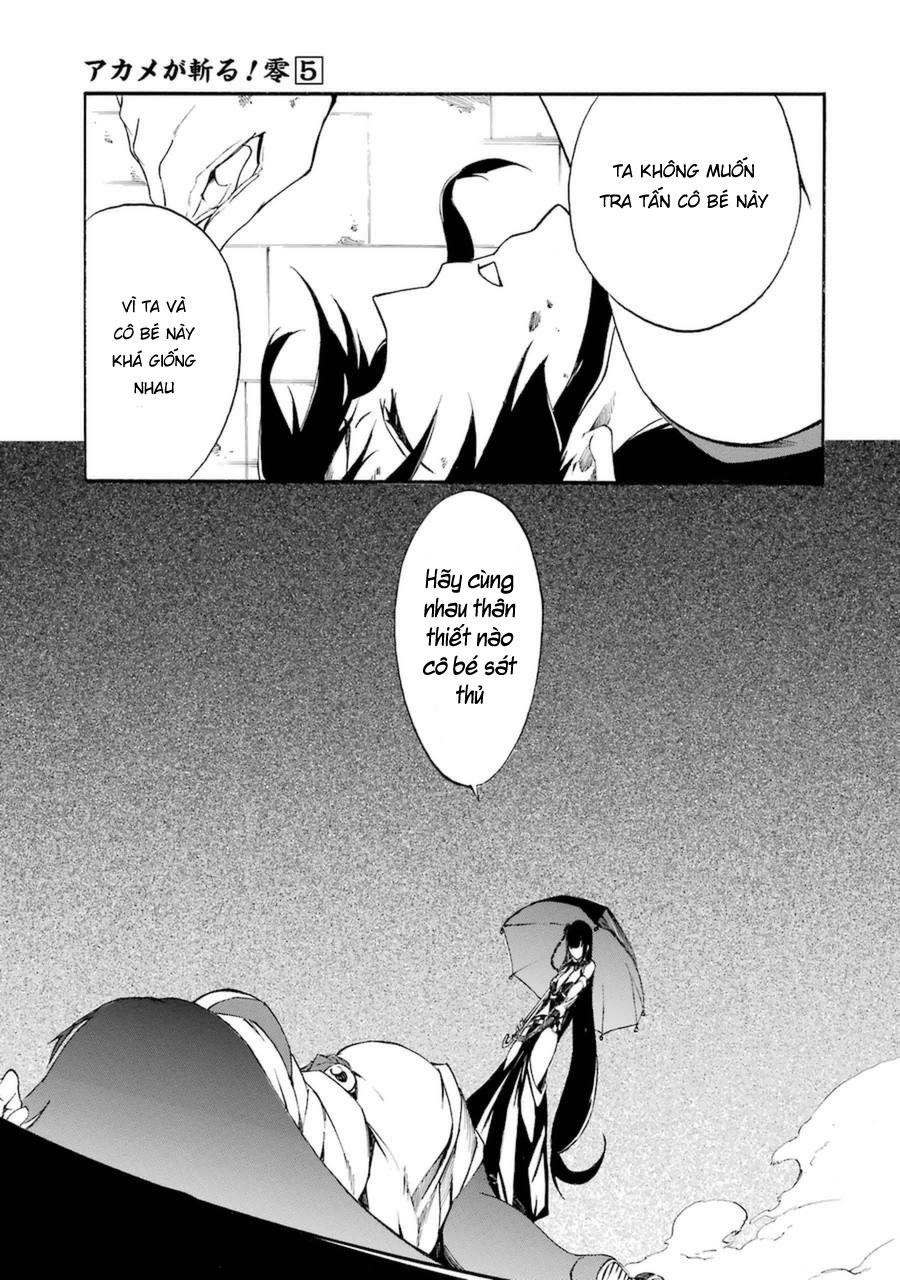 アカメが斬る!零5
TA KHÔNG MUỐN
TRA TẤN CÔ BÉ NÀY
VÌ TA VÀ
CÔ BÉ NÀY
KHÁ GIỐNG
NHAU
Hãy cùng
nhau thân
thiết nào
cô bé sát
thủ